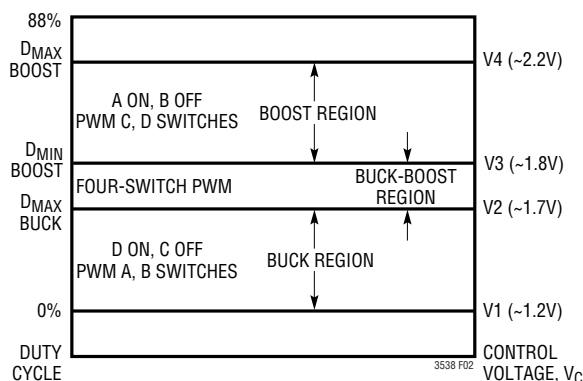 88%
DMAX
BOOST
V4 (~2.2V)
A ON, B OFF
PWM C, D SWITCHES
BOOST REGION
DMIN
BOOST
V3 (~1.8V)
FOUR-SWITCH PWM
BUCK-BOOST
REGION
DMAX
BUCK
V2 (~1.7V)
D ON, C OFF
PWM A, B SWITCHES
BUCK REGION
0%
V1 (~1.2V)
DUTY
CYCLE
3538 F02
CONTROL
VOLTAGE, VC